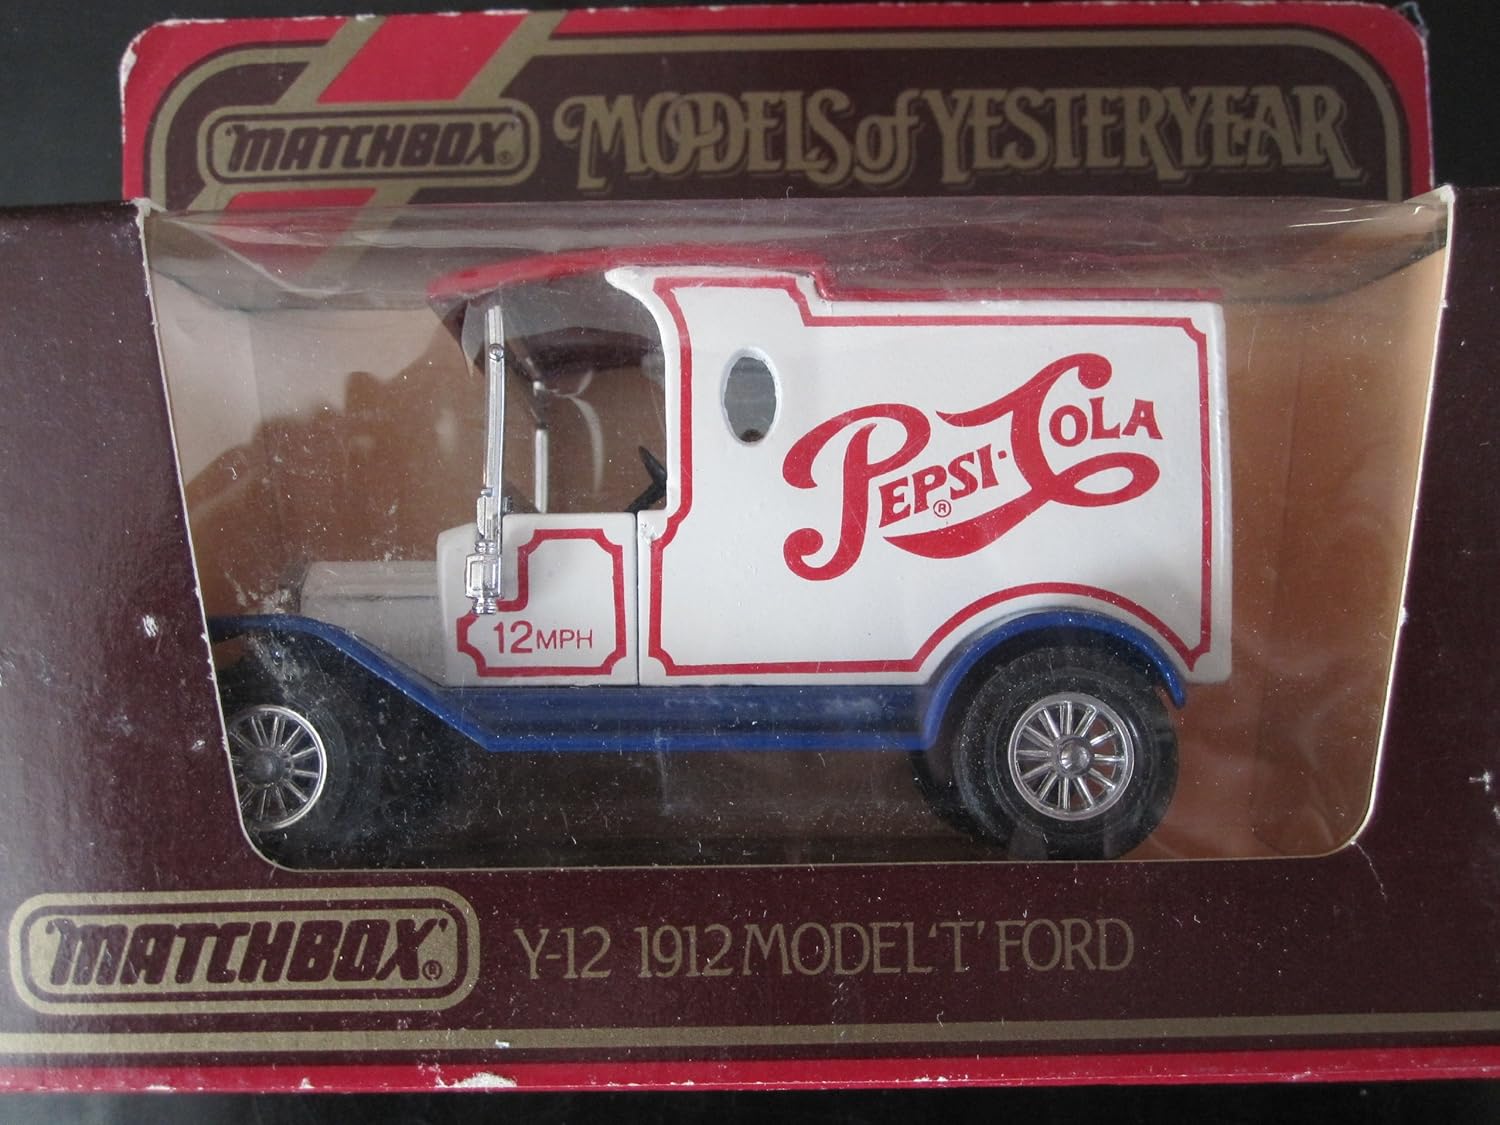 'MATCHBOX'® MODELS of YESTERYEAR
PEPSI-COLA
®
12MPH
'MATCHBOX'® Y-12 1912 MODEL 'T' FORD